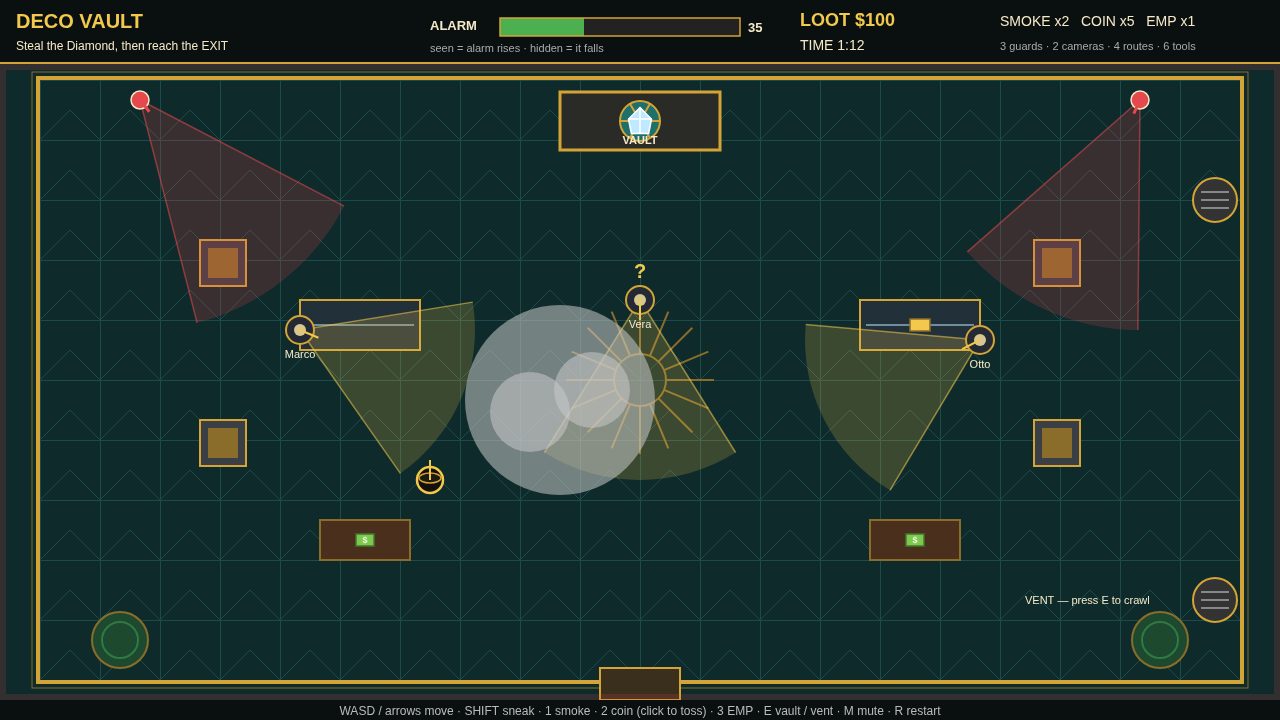 DECO VAULT
Steal the Diamond, then reach the EXIT
ALARM
35
seen = alarm rises · hidden = it falls
LOOT $100
TIME 1:12
SMOKE x2 COIN x5 EMP x1
3 guards · 2 cameras · 4 routes · 6 tools
VAULT
?
Vera
Marco
Otto
$
$
VENT — press E to crawl
WASD / arrows move · SHIFT sneak · 1 smoke · 2 coin (click to toss) · 3 EMP · E vault / vent · M mute · R restart